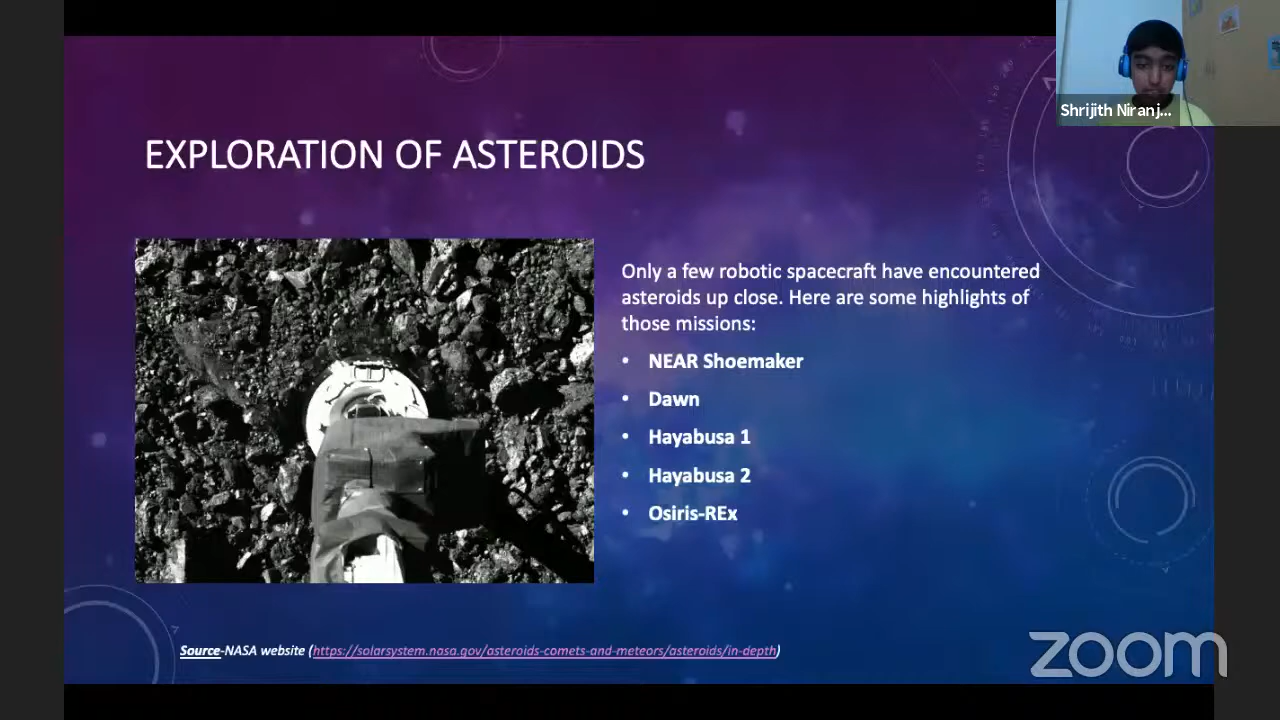 Shrijith Niranj...
EXPLORATION OF ASTEROIDS
Only a few robotic spacecraft have encountered
asteroids up close. Here are some highlights of
those missions:
• NEAR Shoemaker
• Dawn
• Hayabusa 1
• Hayabusa 2
• Osiris-REx
Source-NASA website (https://solarsystem.nasa.gov/asteroids-comets-and-meteors/asteroids/in-depth)
zoom